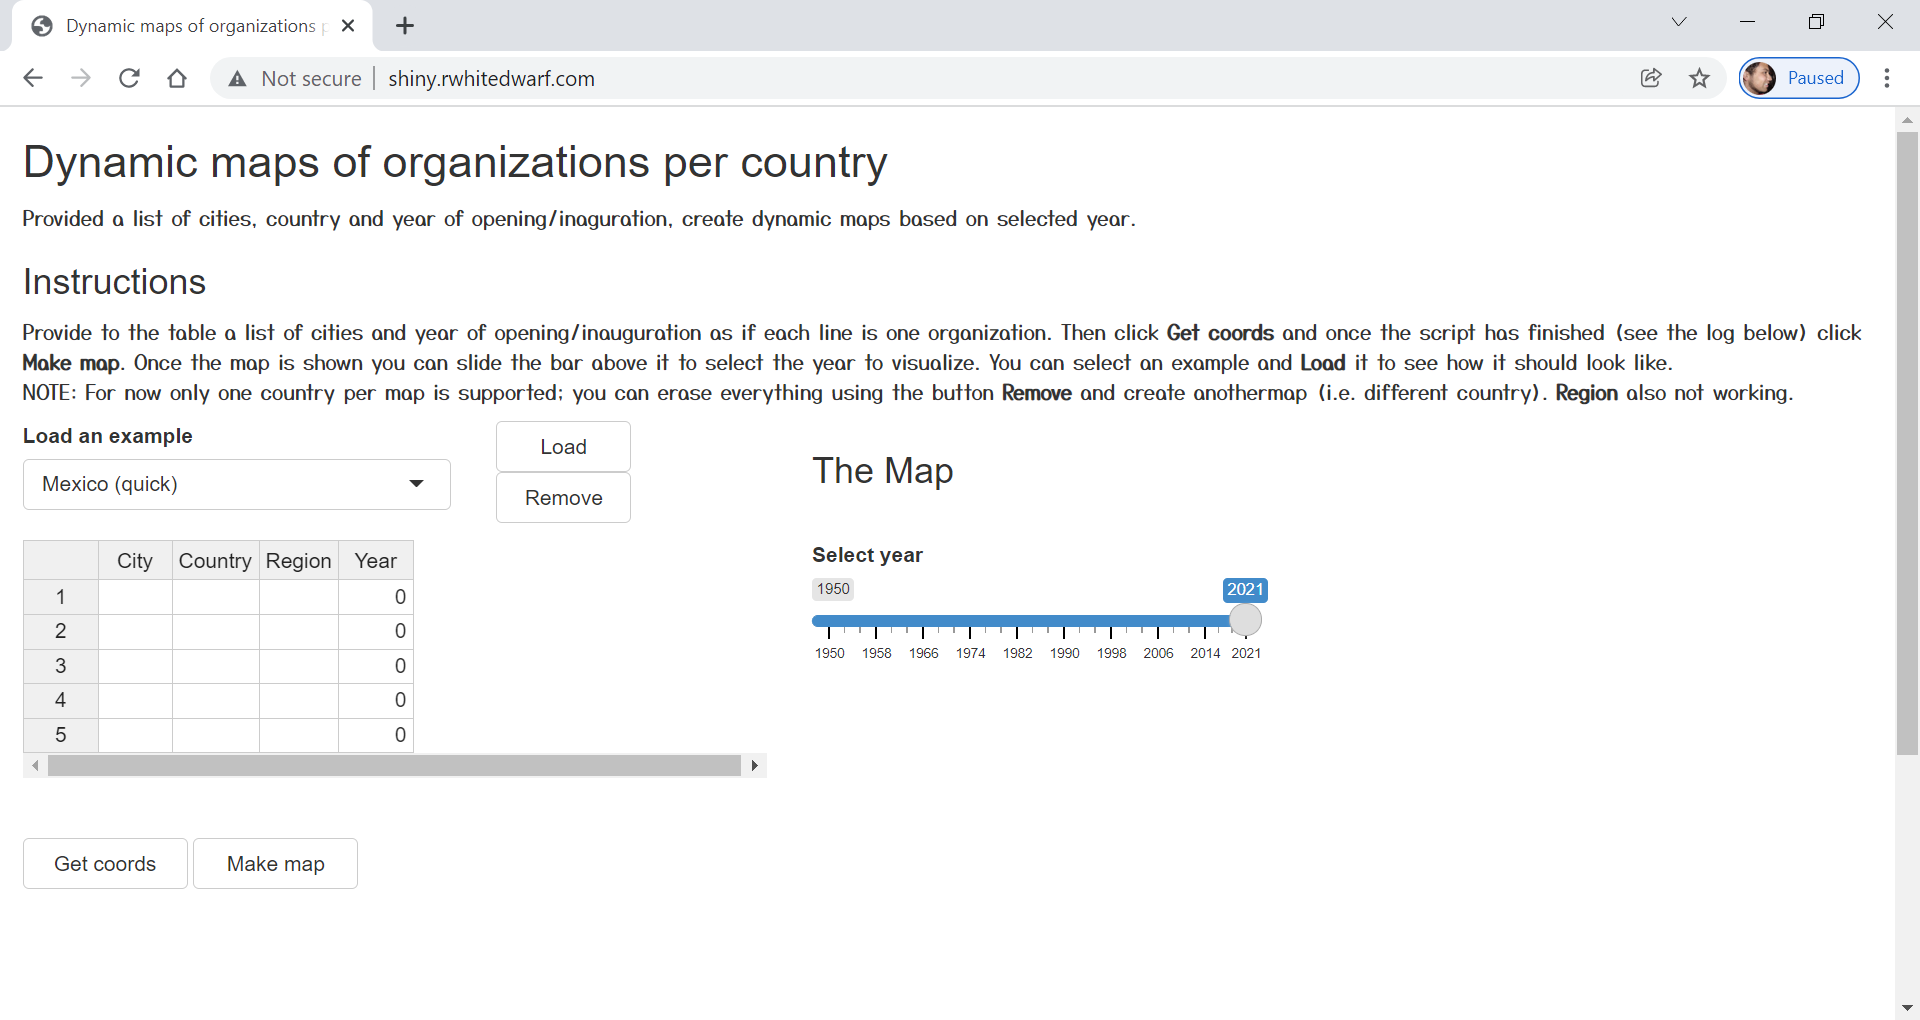 Dynamic maps of organizations
Not secure
shiny.rwhitedwarf.com
Paused
Dynamic maps of organizations per country
Provided a list of cities, country and year of opening/inaguration, create dynamic maps based on selected year.
Instructions
Provide to the table a list of cities and year of opening/inauguration as if each line is one organization. Then click Get coords and once the script has finished (see the log below) click
Make map. Once the map is shown you can slide the bar above it to select the year to visualize. You can select an example and Load it to see how it should look like.
NOTE: For now only one country per map is supported; you can erase everything using the button Remove and create anothermap (i.e. different country). Region also not working.
Load an example
Mexico (quick)
Load
Remove
City Country Region Year
1 0
2 0
3 0
4 0
5 0
Get coords
Make map
The Map
Select year
1950
2021
1950 1958 1966 1974 1982 1990 1998 2006 2014 2021